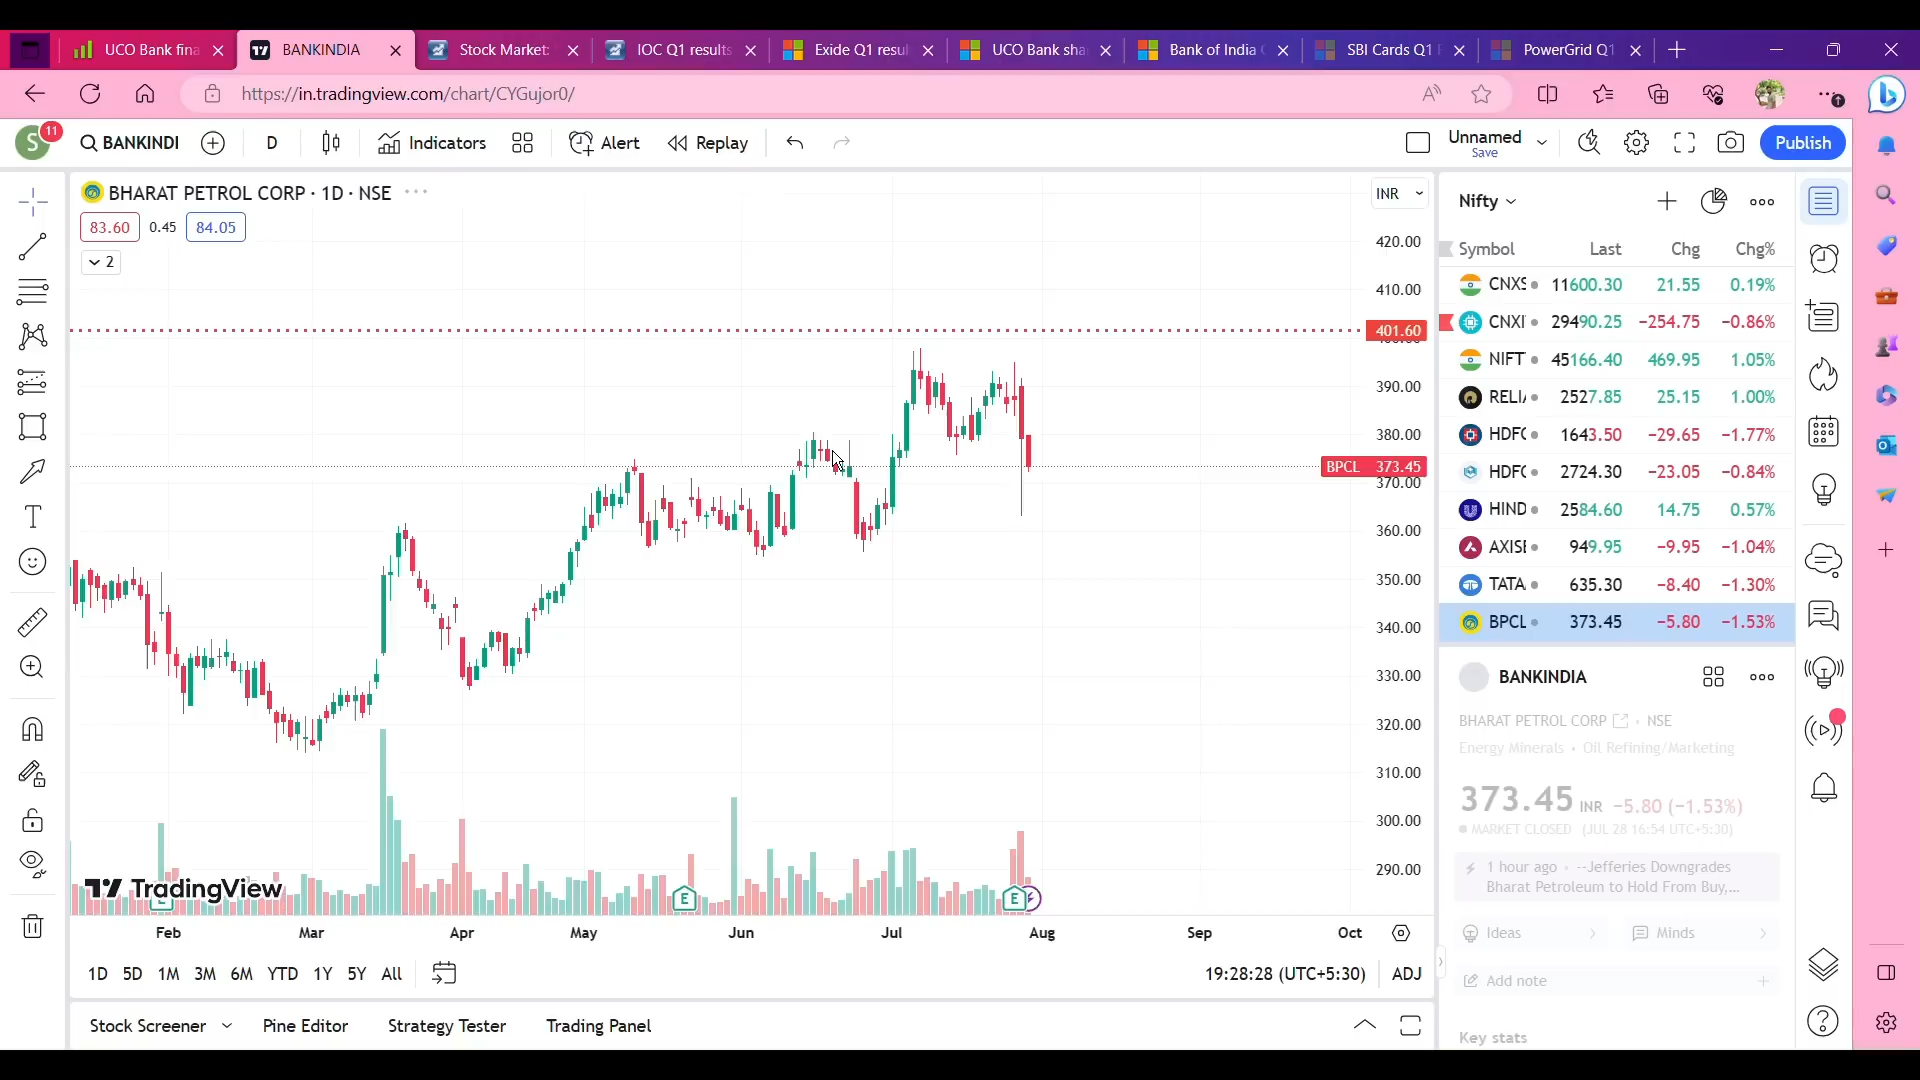 UCO Bank fina
BANKINDIA
Stock Market:
IOC Q1 results
Exide Q1 resul
UCO Bank sha
Bank of India
SBI Cards Q1
PowerGrid Q1
https://in.tradingview.com/chart/CYGujor0/
S 11
BANKINDI
D
Indicators
Alert
Replay
Unnamed
Save
Publish
BHARAT PETROL CORP · 1D · NSE
83.60 0.45 84.05
2
INR
420.00
410.00
401.60
390.00
380.00
BPCL 373.45
370.00
360.00
350.00
340.00
330.00
320.00
310.00
300.00
290.00
TradingView
E
E
Feb Mar Apr May Jun Jul Aug Sep Oct
1D 5D 1M 3M 6M YTD 1Y 5Y All
19:28:28 (UTC+5:30) ADJ
Stock Screener Pine Editor Strategy Tester Trading Panel
Nifty
Symbol Last Chg Chg%
CNXS 11600.30 21.55 0.19%
CNXI 29490.25 −254.75 −0.86%
NIFT 45166.40 469.95 1.05%
RELI 2527.85 25.15 1.00%
HDFC 1643.50 −29.65 −1.77%
HDFC 2724.30 −23.05 −0.84%
HIND 2584.60 14.75 0.57%
AXISE 949.95 −9.95 −1.04%
TATA 635.30 −8.40 −1.30%
BPCL 373.45 −5.80 −1.53%
BANKINDIA
BHARAT PETROL CORP · NSE
Energy Minerals • Oil Refining/Marketing
373.45 INR −5.80 (−1.53%)
MARKET CLOSED (JUL 28 16:54 UTC+5:30)
1 hour ago · --Jefferies Downgrades
Bharat Petroleum to Hold From Buy,...
Ideas
Minds
Add note
Key stats